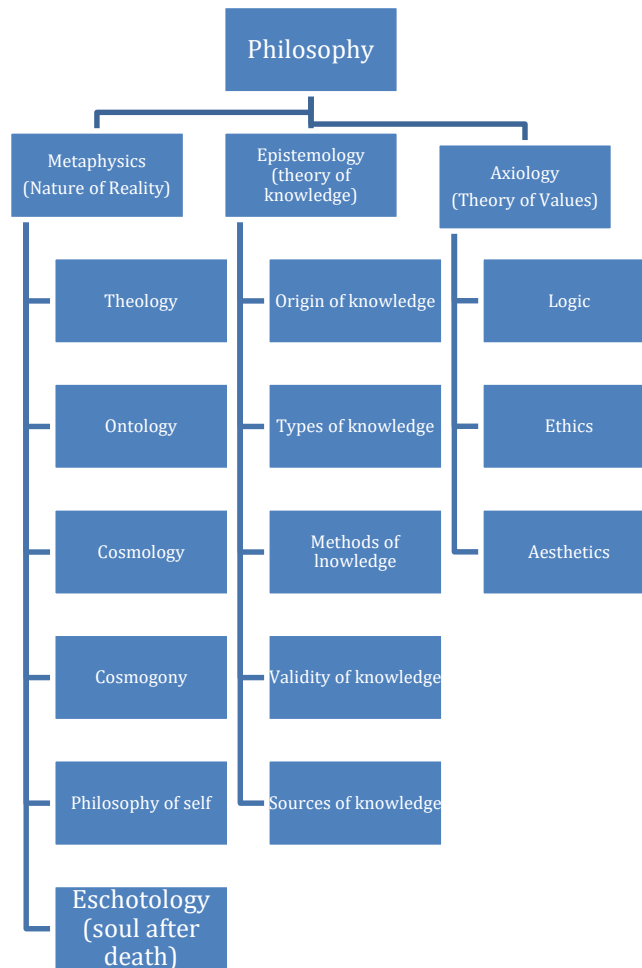 Philosophy
Metaphysics
(Nature of Reality)
Epistemology
(theory of
knowledge)
Axiology
(Theory of Values)
Theology
Ontology
Cosmology
Cosmogony
Philosophy of self
Eschotology
(soul after
death)
Origin of knowledge
Types of knowledge
Methods of
lnowledge
Validity of knowledge
Sources of knowledge
Logic
Ethics
Aesthetics